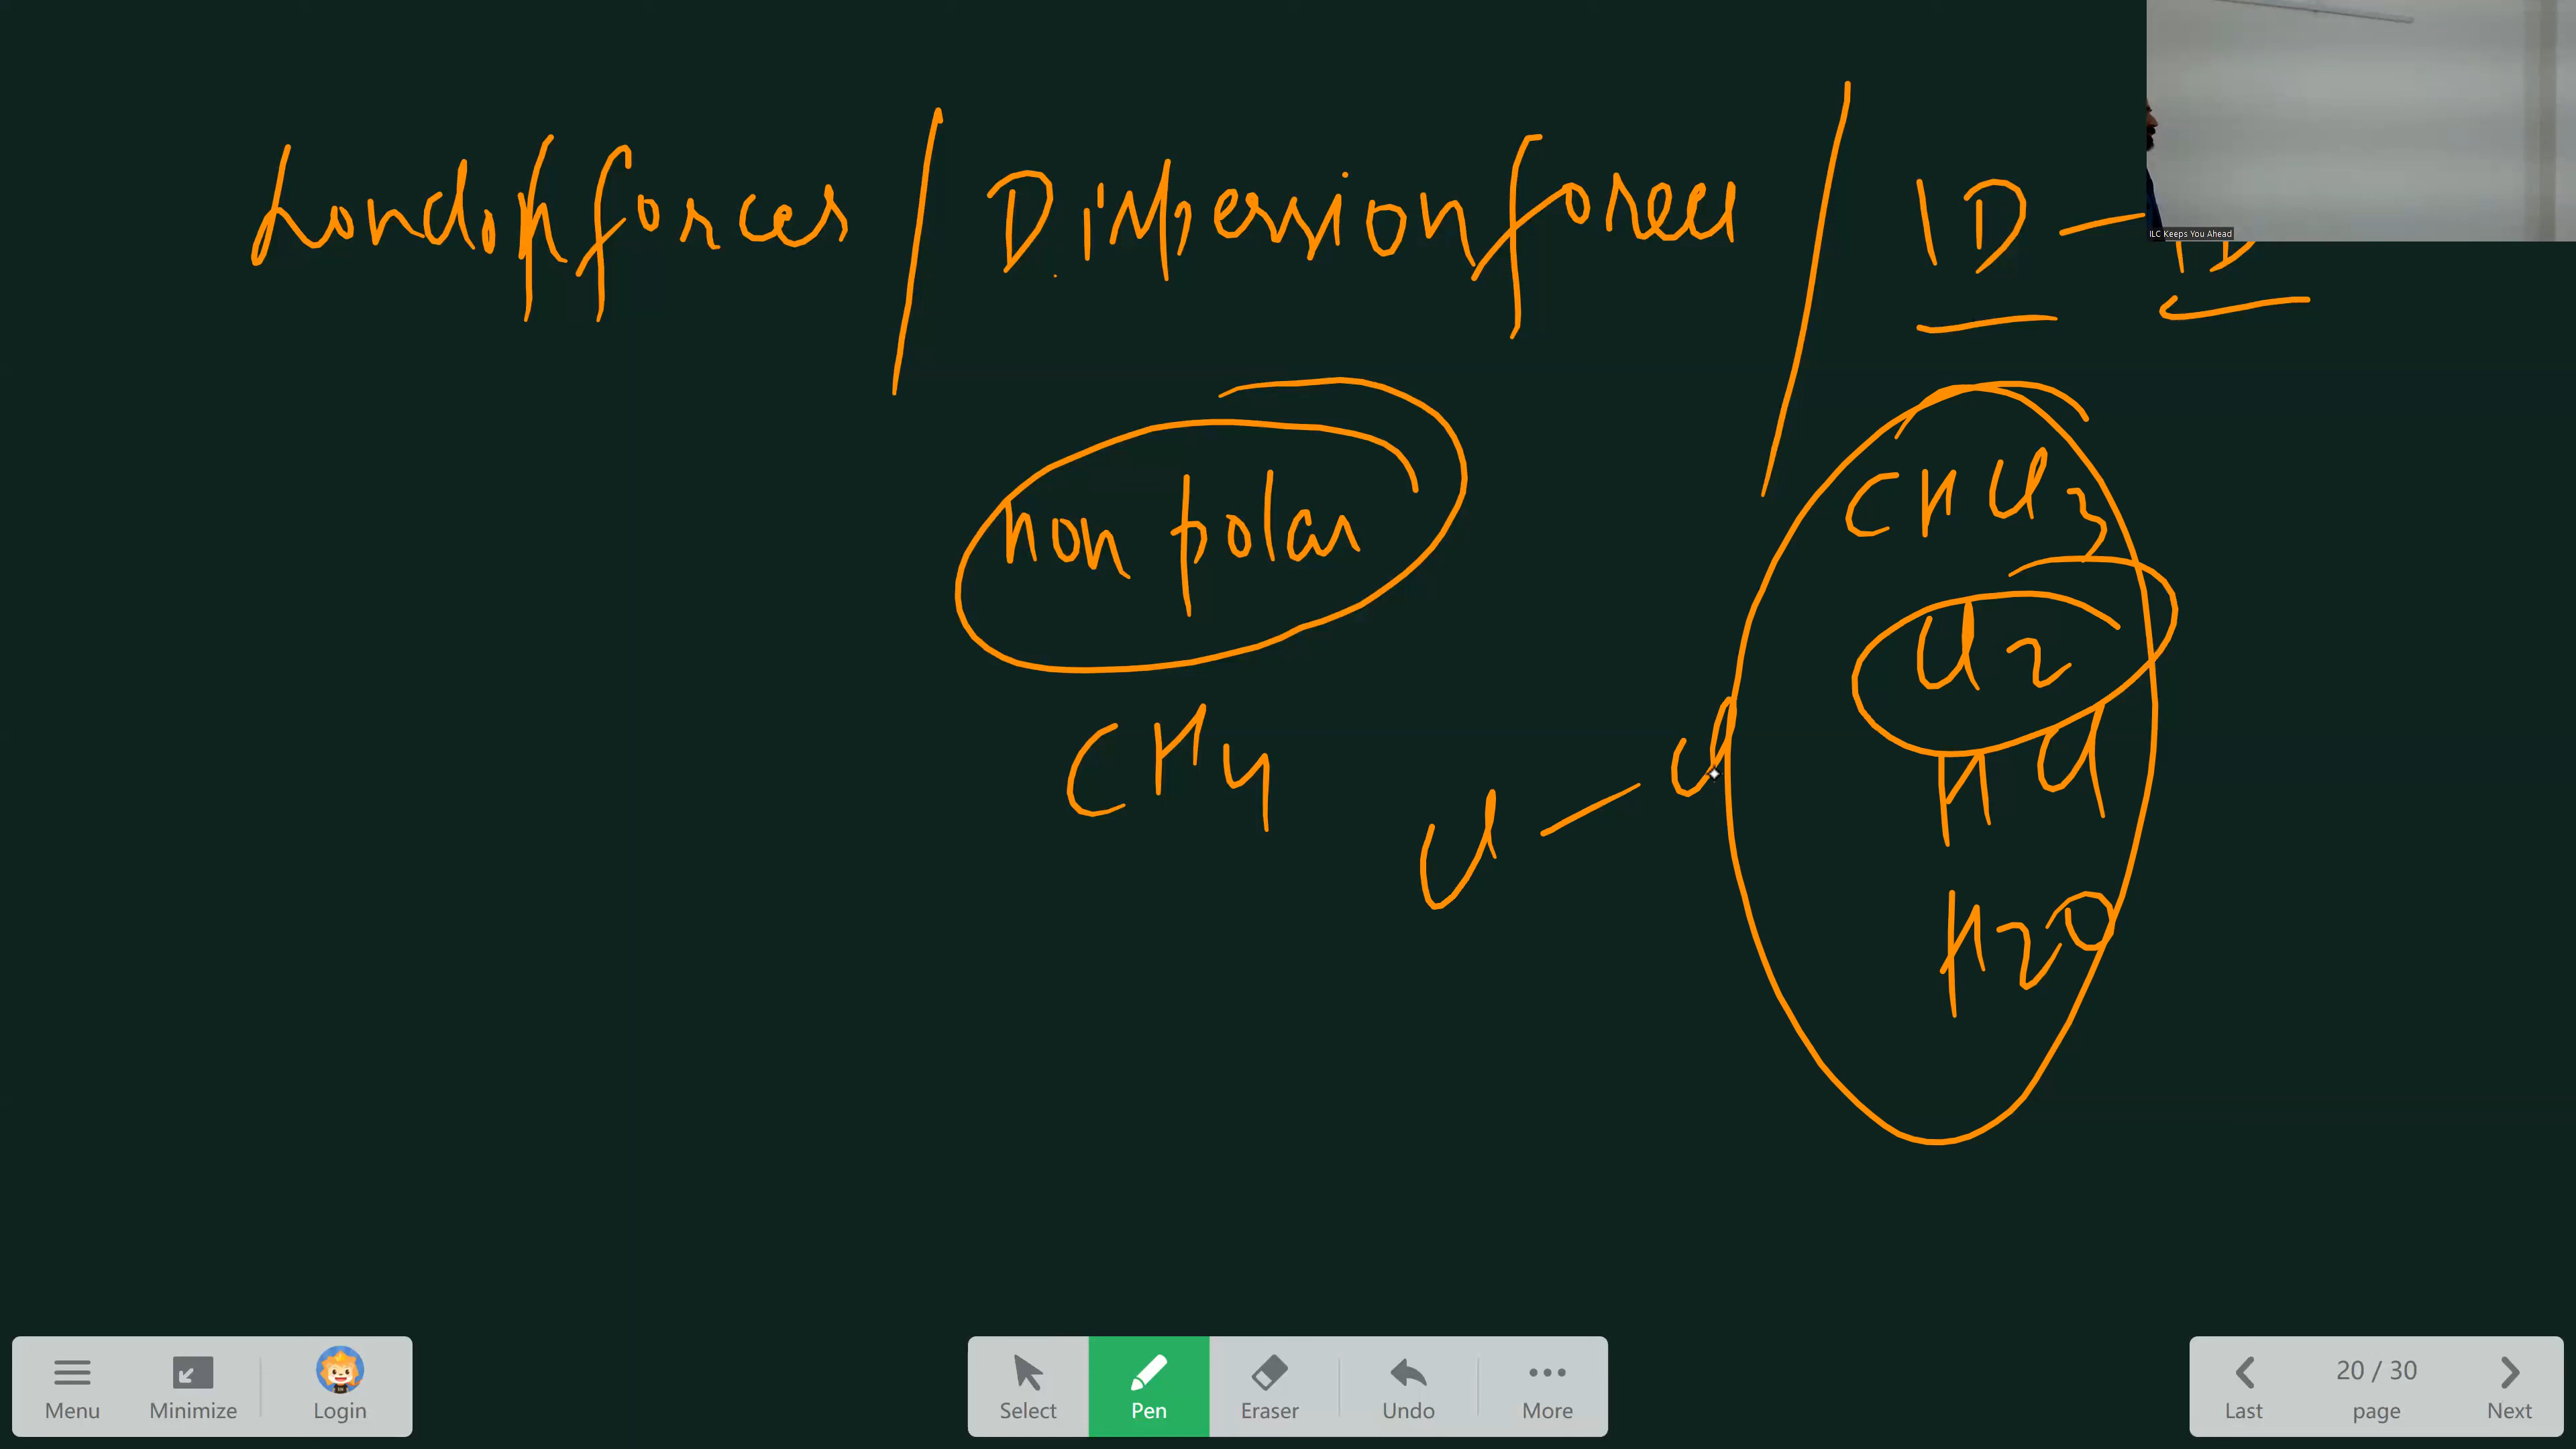 London forces / Dispersion forces / ID - ID
ILC Keeps You Ahead
non polar
CHCl3
Cl2
CH4
Cl - Cl
HCl
H2O
Menu Minimize Login Select Pen Eraser Undo More Last 20 / 30 page Next